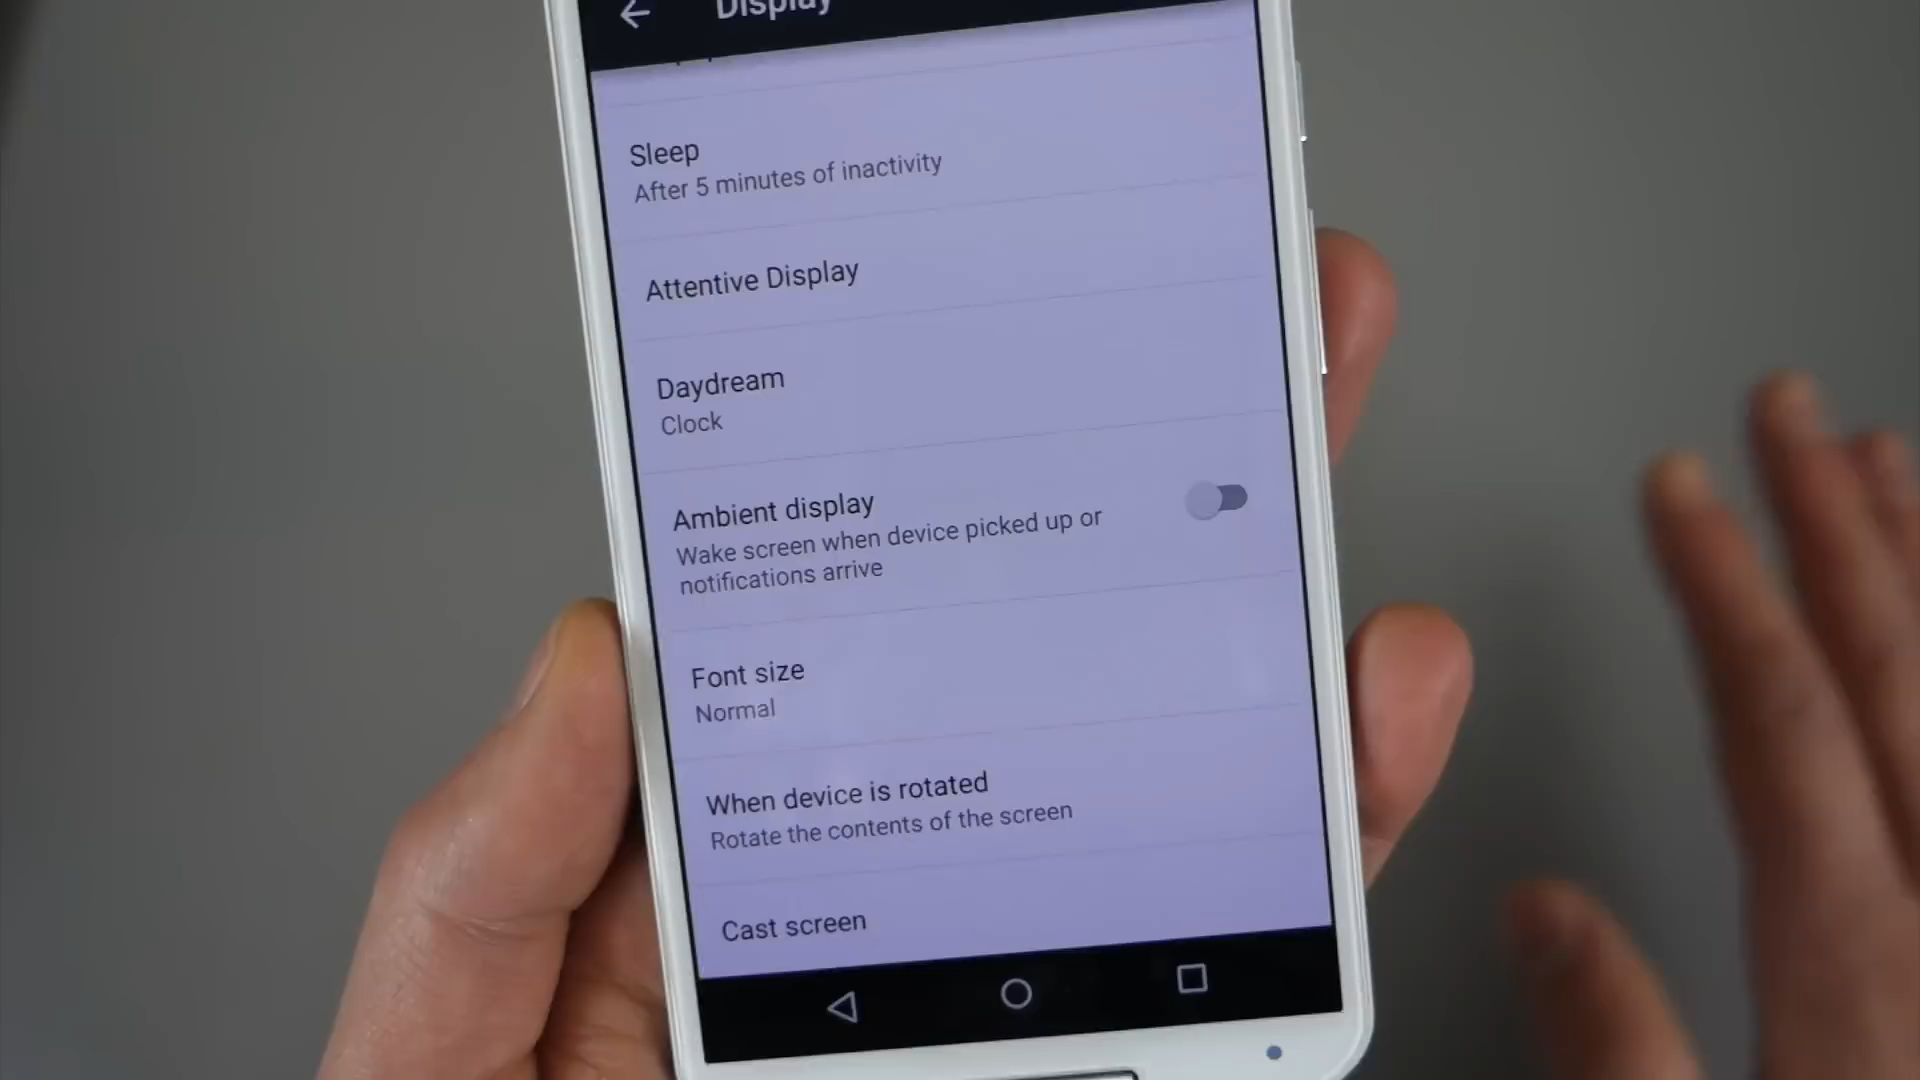 Display
Sleep
After 5 minutes of inactivity
Attentive Display
Daydream
Clock
Ambient display
Wake screen when device picked up or
notifications arrive
Font size
Normal
When device is rotated
Rotate the contents of the screen
Cast screen